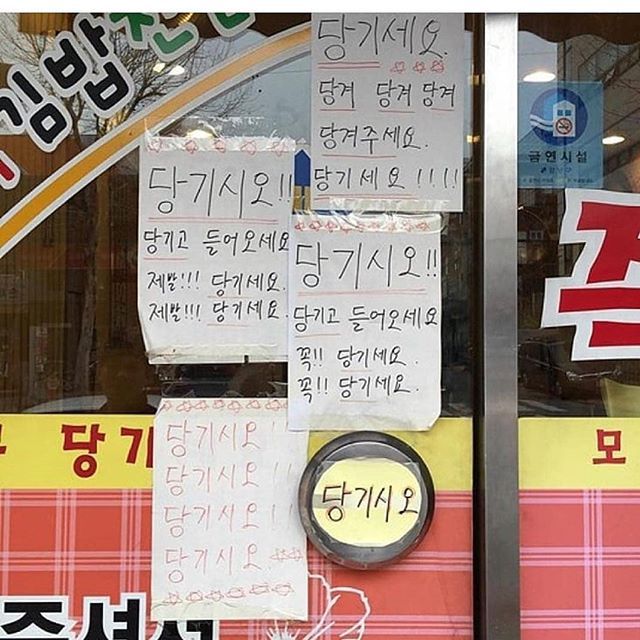 김밥천
당기세요.
당겨 당겨 당겨
당겨주세요.
당기세요!!!!
금연시설
당기시오!!
당기고 들어오세요
제발!!! 당기세요.
제발!!! 당기세요.
당기시오!!
당기고 들어오세요
꼭!! 당기세요.
꼭!! 당기세요.
당기시오!!
당기시오!!
당기시오!!
당기시오
당기
모
당기시오
주셔서